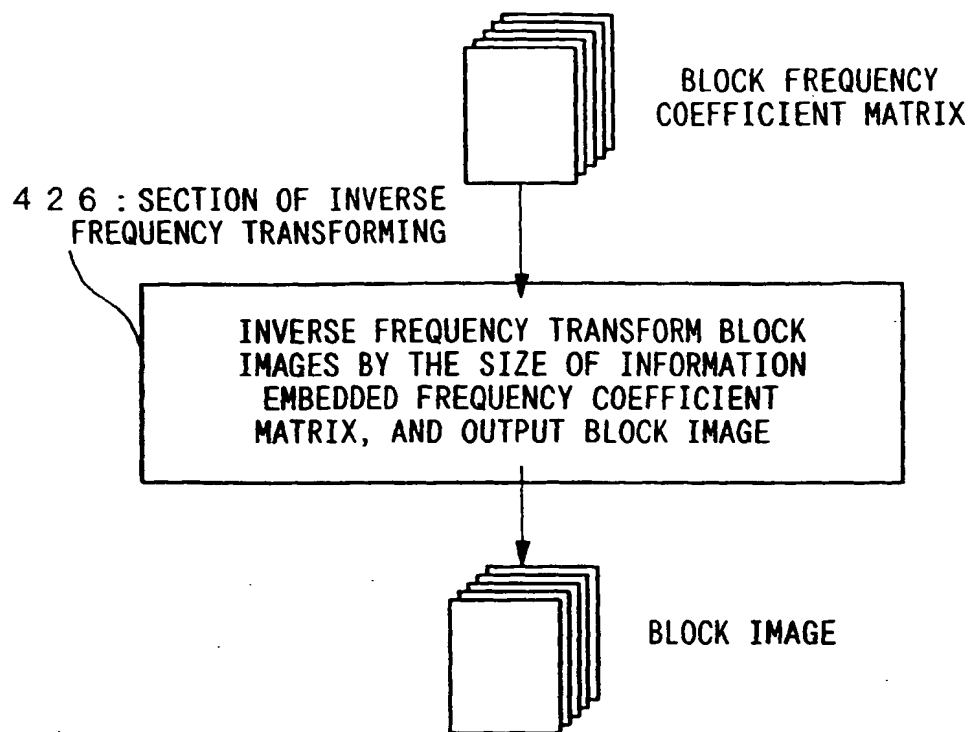 BLOCK FREQUENCY
COEFFICIENT MATRIX
4 2 6 : SECTION OF INVERSE
FREQUENCY TRANSFORMING
INVERSE FREQUENCY TRANSFORM BLOCK
IMAGES BY THE SIZE OF INFORMATION
EMBEDDED FREQUENCY COEFFICIENT
MATRIX, AND OUTPUT BLOCK IMAGE
BLOCK IMAGE